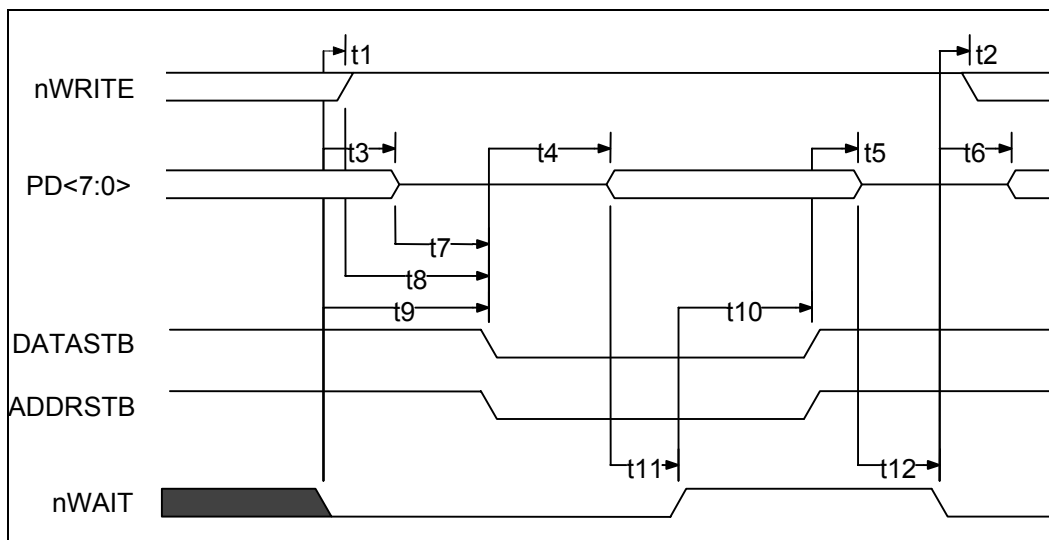 t1
t2
nWRITE
t3
t4
t5
t6
PD<7:0>
t7
t8
t9
t10
DATASTB
ADDRSTB
t11
t12
nWAIT